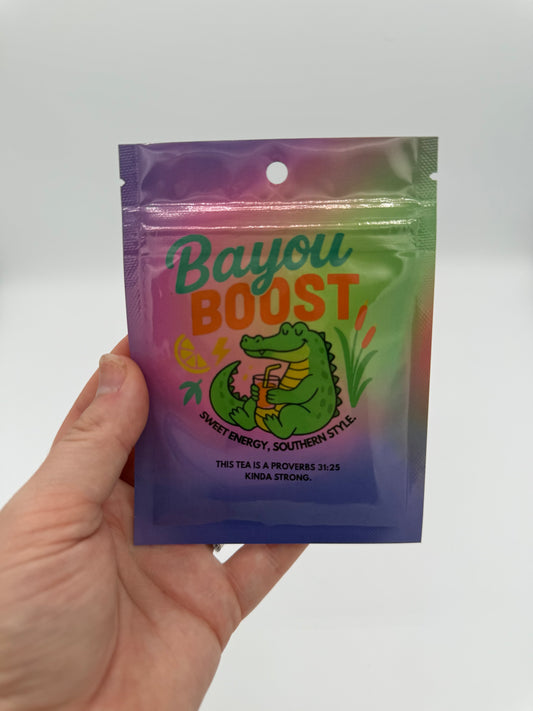 Bayou
BOOST
SWEET ENERGY, SOUTHERN STYLE.
THIS TEA IS A PROVERBS 31:25
KINDA STRONG.